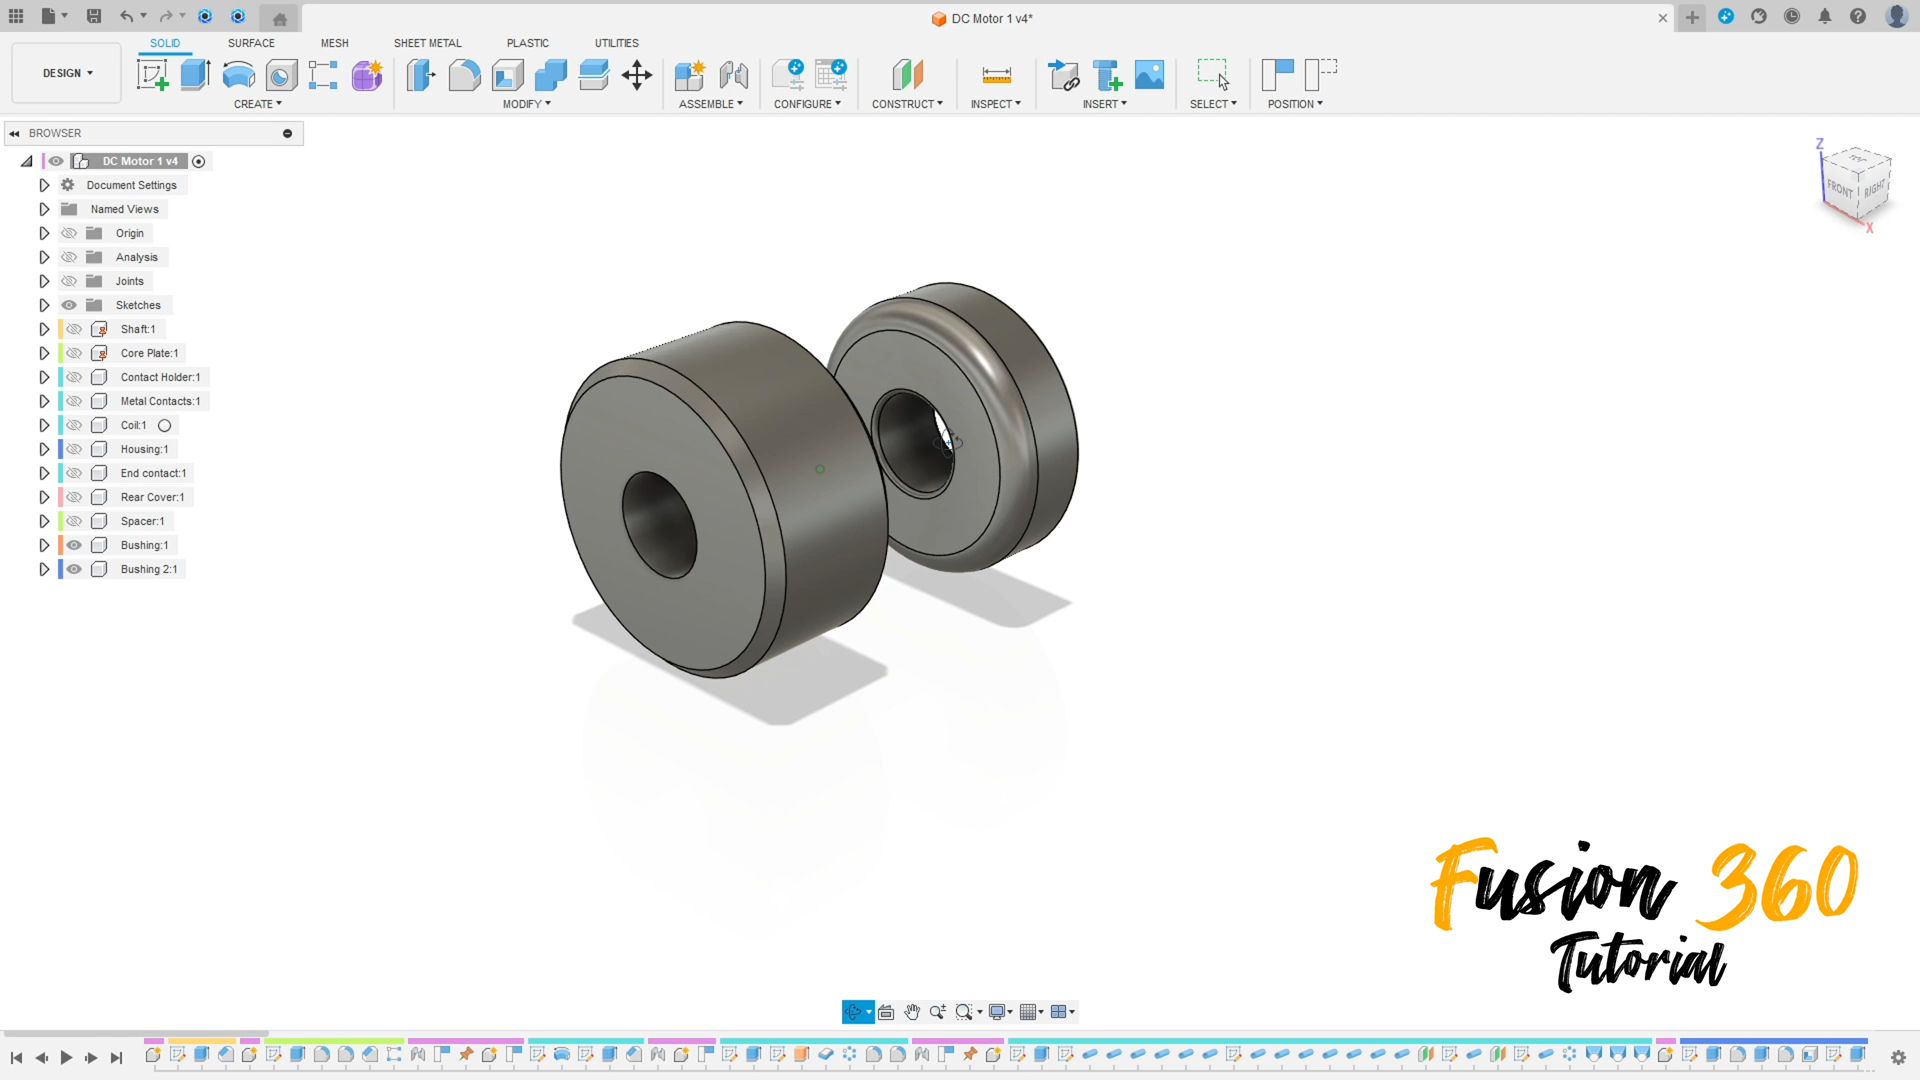 DC Motor 1 v4*
SOLID SURFACE MESH SHEET METAL PLASTIC UTILITIES
DESIGN
CREATE MODIFY ASSEMBLE CONFIGURE CONSTRUCT INSPECT INSERT SELECT POSITION
BROWSER
DC Motor 1 v4
Document Settings
Named Views
Origin
Analysis
Joints
Sketches
Shaft:1
Core Plate:1
Contact Holder:1
Metal Contacts:1
Coil:1
Housing:1
End contact:1
Rear Cover:1
Spacer:1
Bushing:1
Bushing 2:1
Z
TOP
FRONT RIGHT
X
Fusion 360
Tutorial